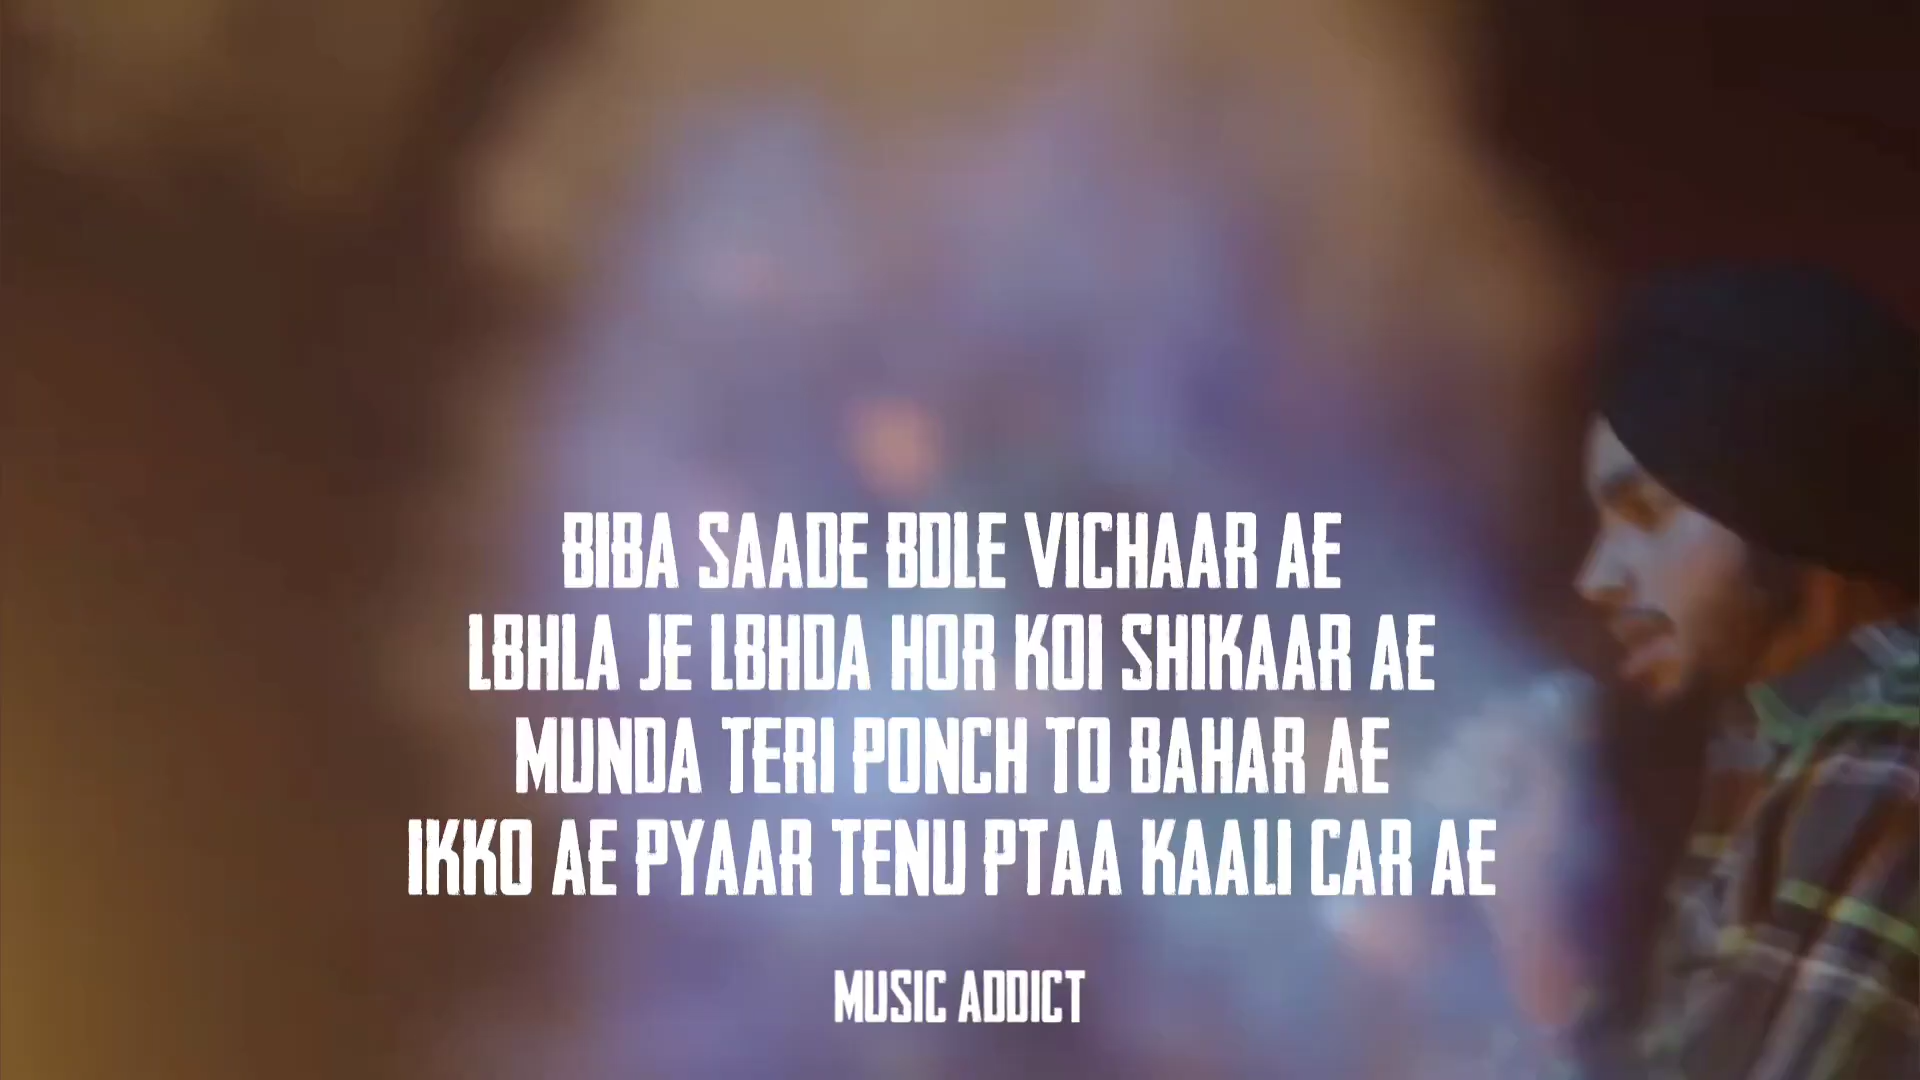 BIBA SAADE BDLE VICHAAR AE
LBHLA JE LBHDA HOR KOI SHIKAAR AE
MUNDA TERI PONCH TO BAHAR AE
IKKO AE PYAAR TENU PTAA KAALI CAR AE
MUSIC ADDICT